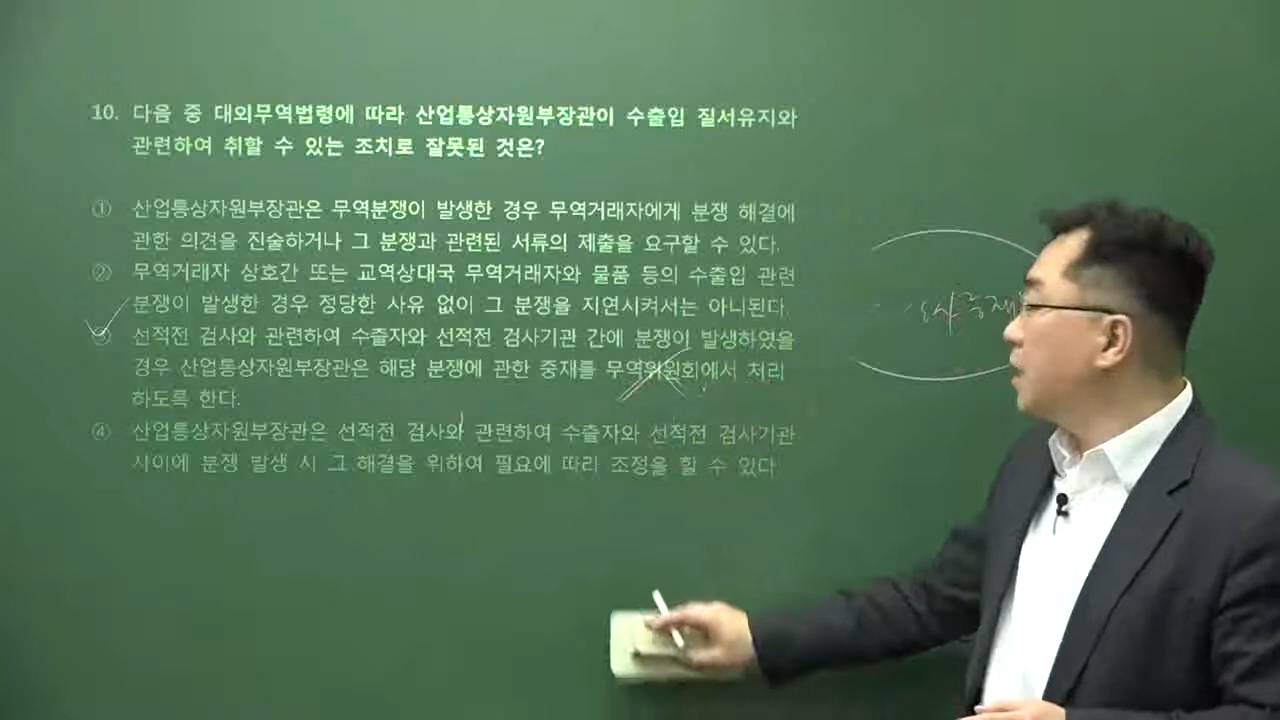 10. 다음 중 대외무역법령에 따라 산업통상자원부장관이 수출입 질서유지와
관련하여 취할 수 있는 조치로 잘못된 것은?
① 산업통상자원부장관은 무역분쟁이 발생한 경우 무역거래자에게 분쟁 해결에
관한 의견을 진술하거나 그 분쟁과 관련된 서류의 제출을 요구할 수 있다.
② 무역거래자 상호간 또는 교역상대국 무역거래자와 물품 등의 수출입 관련
분쟁이 발생한 경우 정당한 사유 없이 그 분쟁을 지연시켜서는 아니된다.
③ 선적전 검사와 관련하여 수출자와 선적전 검사기관 간에 분쟁이 발생하였을
경우 산업통상자원부장관은 해당 분쟁에 관한 중재를 무역위원회에서 처리
하도록 한다.
④ 산업통상자원부장관은 선적전 검사와 관련하여 수출자와 선적전 검사기관
사이에 분쟁 발생 시 그 해결을 위하여 필요에 따라 조정을 할 수 있다